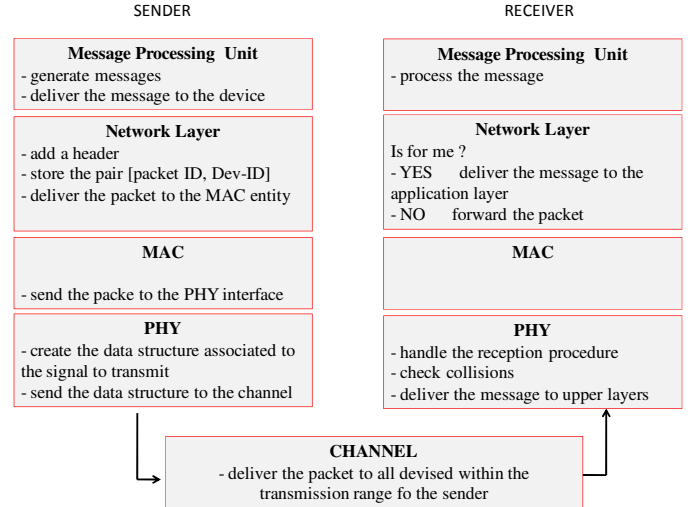 SENDER
Message Processing Unit
- generate messages
- deliver the message to the device
Network Layer
- add a header
- store the pair [packet ID, Dev-ID]
- deliver the packet to the MAC entity
MAC
- send the packe to the PHY interface
PHY
- create the data structure associated to
the signal to transmit
- send the data structure to the channel
RECEIVER
Message Processing Unit
- process the message
Network Layer
Is for me ?
- YES deliver the message to the
application layer
- NO forward the packet
MAC
PHY
- handle the reception procedure
- check collisions
- deliver the message to upper layers
CHANNEL
- deliver the packet to all devised within the
transmission range fo the sender